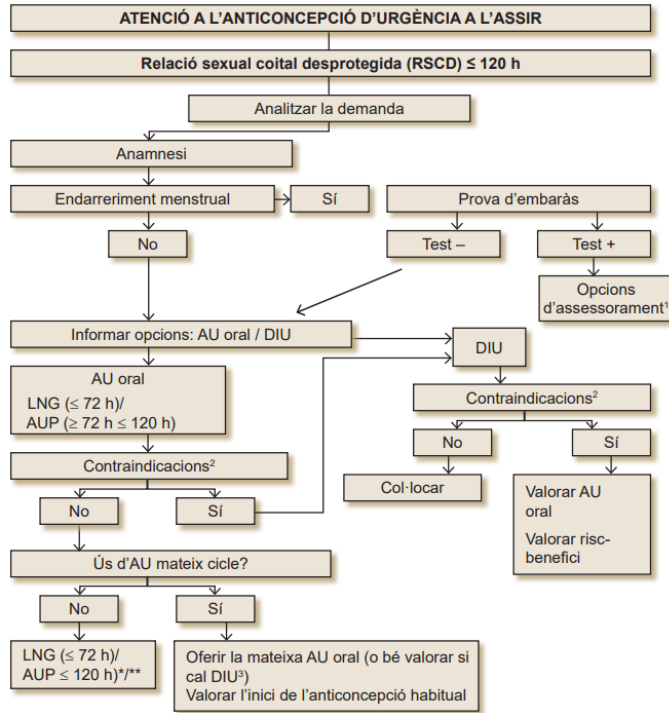 ATENCIÓ A L'ANTICONCEPCIÓ D'URGÈNCIA A L'ASSIR
Relació sexual coital desprotegida (RSCD) ≤ 120 h
Analitzar la demanda
Anamnesi
Endarreriment menstrual
Sí
Prova d'embaràs
No
Test –
Test +
Opcions
d'assessorament¹
Informar opcions: AU oral / DIU
DIU
AU oral
LNG (≤ 72 h)/
AUP (≥ 72 h ≤ 120 h)
Contraindicacions²
No
Sí
Contraindicacions²
No
Sí
Col·locar
Valorar AU
oral
Valorar risc-
benefici
Ús d'AU mateix cicle?
No
Sí
LNG (≤ 72 h)/
AUP ≤ 120 h)*/**
Oferir la mateixa AU oral (o bé valorar si
cal DIU³)
Valorar l'inici de l'anticoncepció habitual